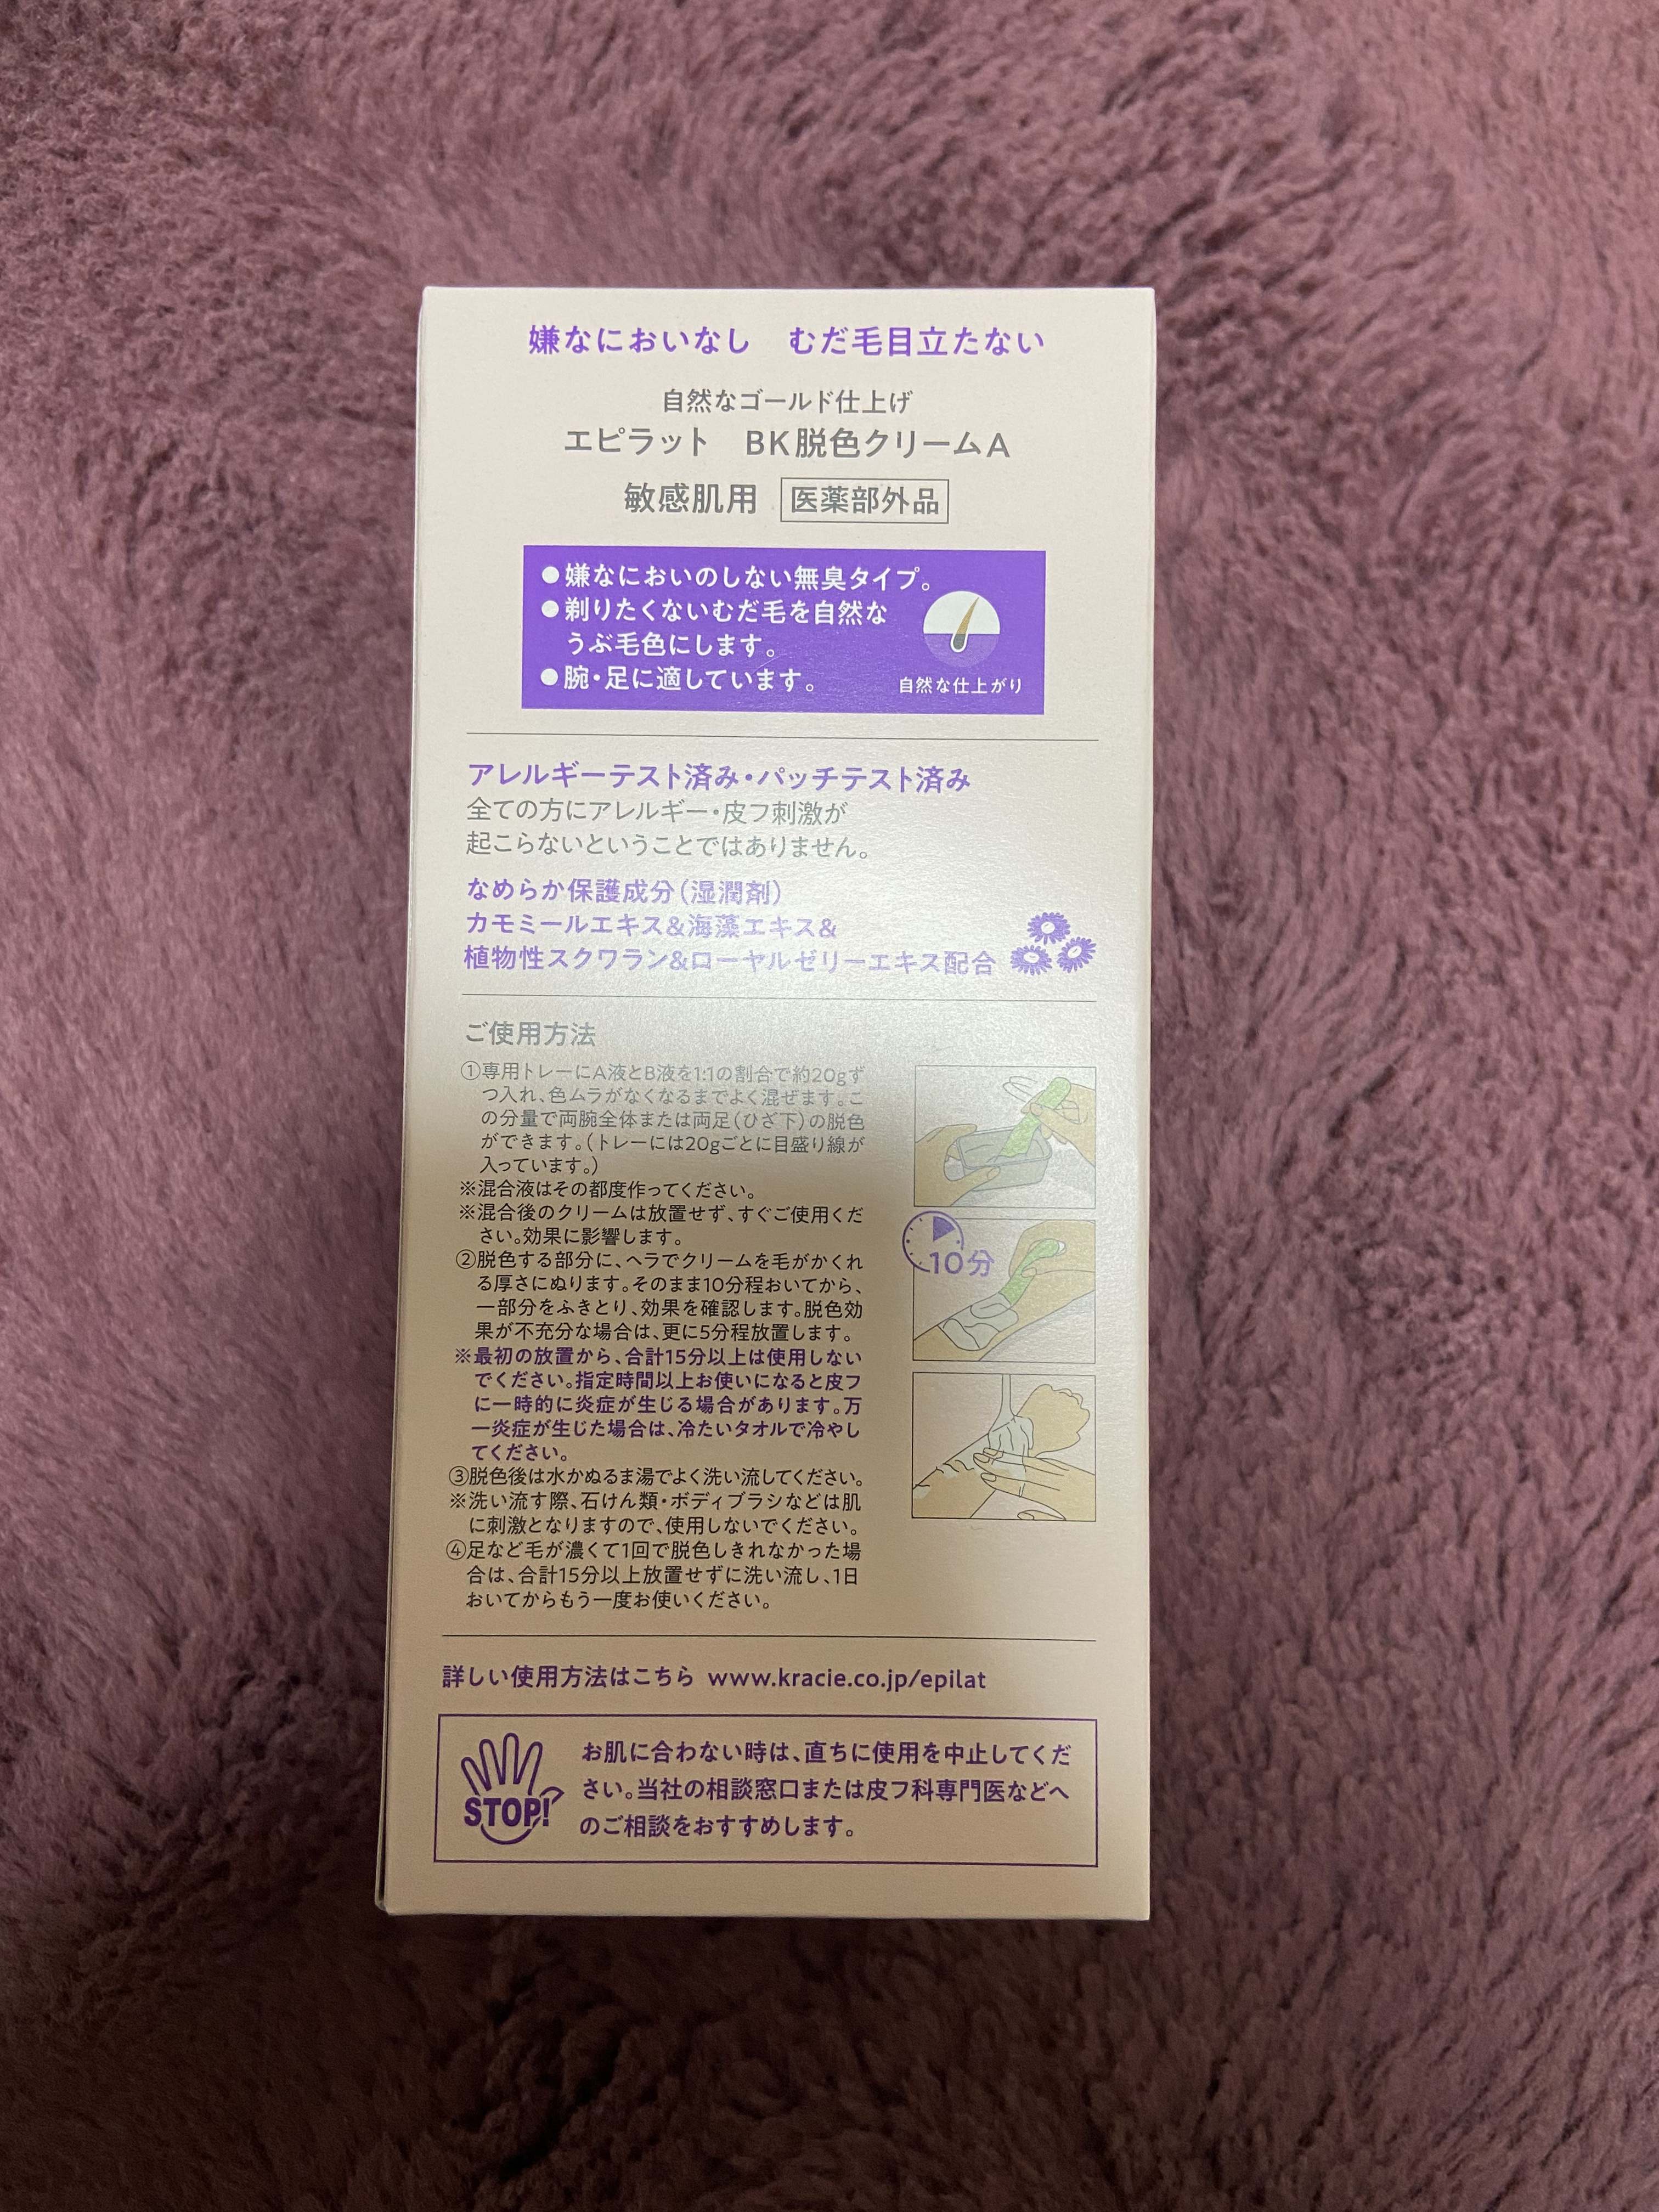 嫌なにおいなし　むだ毛目立たない
自然なゴールド仕上げ
エピラット　BK脱色クリームA
敏感肌用 医薬部外品
●嫌なにおいのしない無臭タイプ。
●剃りたくないむだ毛を自然な
うぶ毛色にします。
●腕・足に適しています。
自然な仕上がり
アレルギーテスト済み・パッチテスト済み
全ての方にアレルギー・皮フ刺激が
起こらないということではありません。
なめらか保護成分（湿潤剤）
カモミールエキス&海藻エキス&
植物性スクワラン&ローヤルゼリーエキス配合
ご使用方法
①専用トレーにA液とB液を1:1の割合で約20gず
つ入れ、色ムラがなくなるまでよく混ぜます。こ
の分量で両腕全体または両足（ひざ下）の脱色
ができます。（トレーには20gごとに目盛り線が
入っています。）
※混合液はその都度作ってください。
※混合後のクリームは放置せず、すぐご使用くだ
さい。効果に影響します。
②脱色する部分に、ヘラでクリームを毛がかくれ
る厚さにぬります。そのまま10分程おいてから、
一部分をふきとり、効果を確認します。脱色効
果が不充分な場合は、更に5分程放置します。
※最初の放置から、合計15分以上は使用しない
でください。指定時間以上お使いになると皮フ
に一時的に炎症が生じる場合があります。万
一炎症が生じた場合は、冷たいタオルで冷やし
てください。
③脱色後は水かぬるま湯でよく洗い流してください。
※洗い流す際、石けん類・ボディブラシなどは肌
に刺激となりますので、使用しないでください。
④足など毛が濃くて1回で脱色しきれなかった場
合は、合計15分以上放置せずに洗い流し、1日
おいてからもう一度お使いください。
10分
詳しい使用方法はこちら www.kracie.co.jp/epilat
STOP!
お肌に合わない時は、直ちに使用を中止してくだ
さい。当社の相談窓口または皮フ科専門医などへ
のご相談をおすすめします。